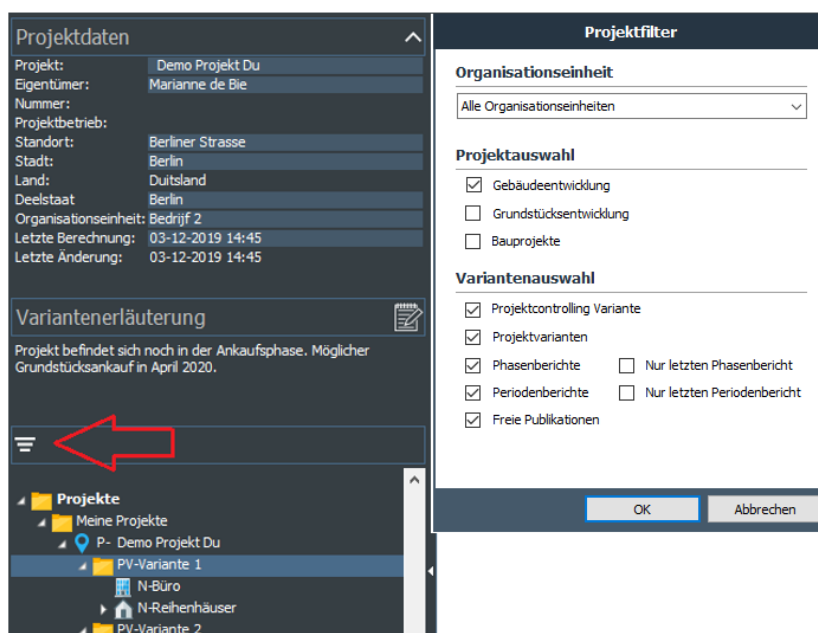 Projektdaten
Projekt: Demo Projekt Du
Eigentümer: Marianne de Bie
Nummer:
Projektbetrieb:
Standort: Berliner Strasse
Stadt: Berlin
Land: Duitsland
Deelstaat Berlin
Organisationseinheit: Bedrijf 2
Letzte Berechnung: 03-12-2019 14:45
Letzte Änderung: 03-12-2019 14:45
Variantenerläuterung
Projekt befindet sich noch in der Ankaufsphase. Möglicher
Grundstücksankauf in April 2020.
Projekte
Meine Projekte
P- Demo Projekt Du
PV-Variante 1
N-Büro
N-Reihenhäuser
PV-Variante 2
Projektfilter
Organisationseinheit
Alle Organisationseinheiten
Projektauswahl
Gebäudeentwicklung
Grundstücksentwicklung
Bauprojekte
Variantenauswahl
Projektcontrolling Variante
Projektvarianten
Phasenberichte Nur letzten Phasenbericht
Periodenberichte Nur letzten Periodenbericht
Freie Publikationen
OK Abbrechen